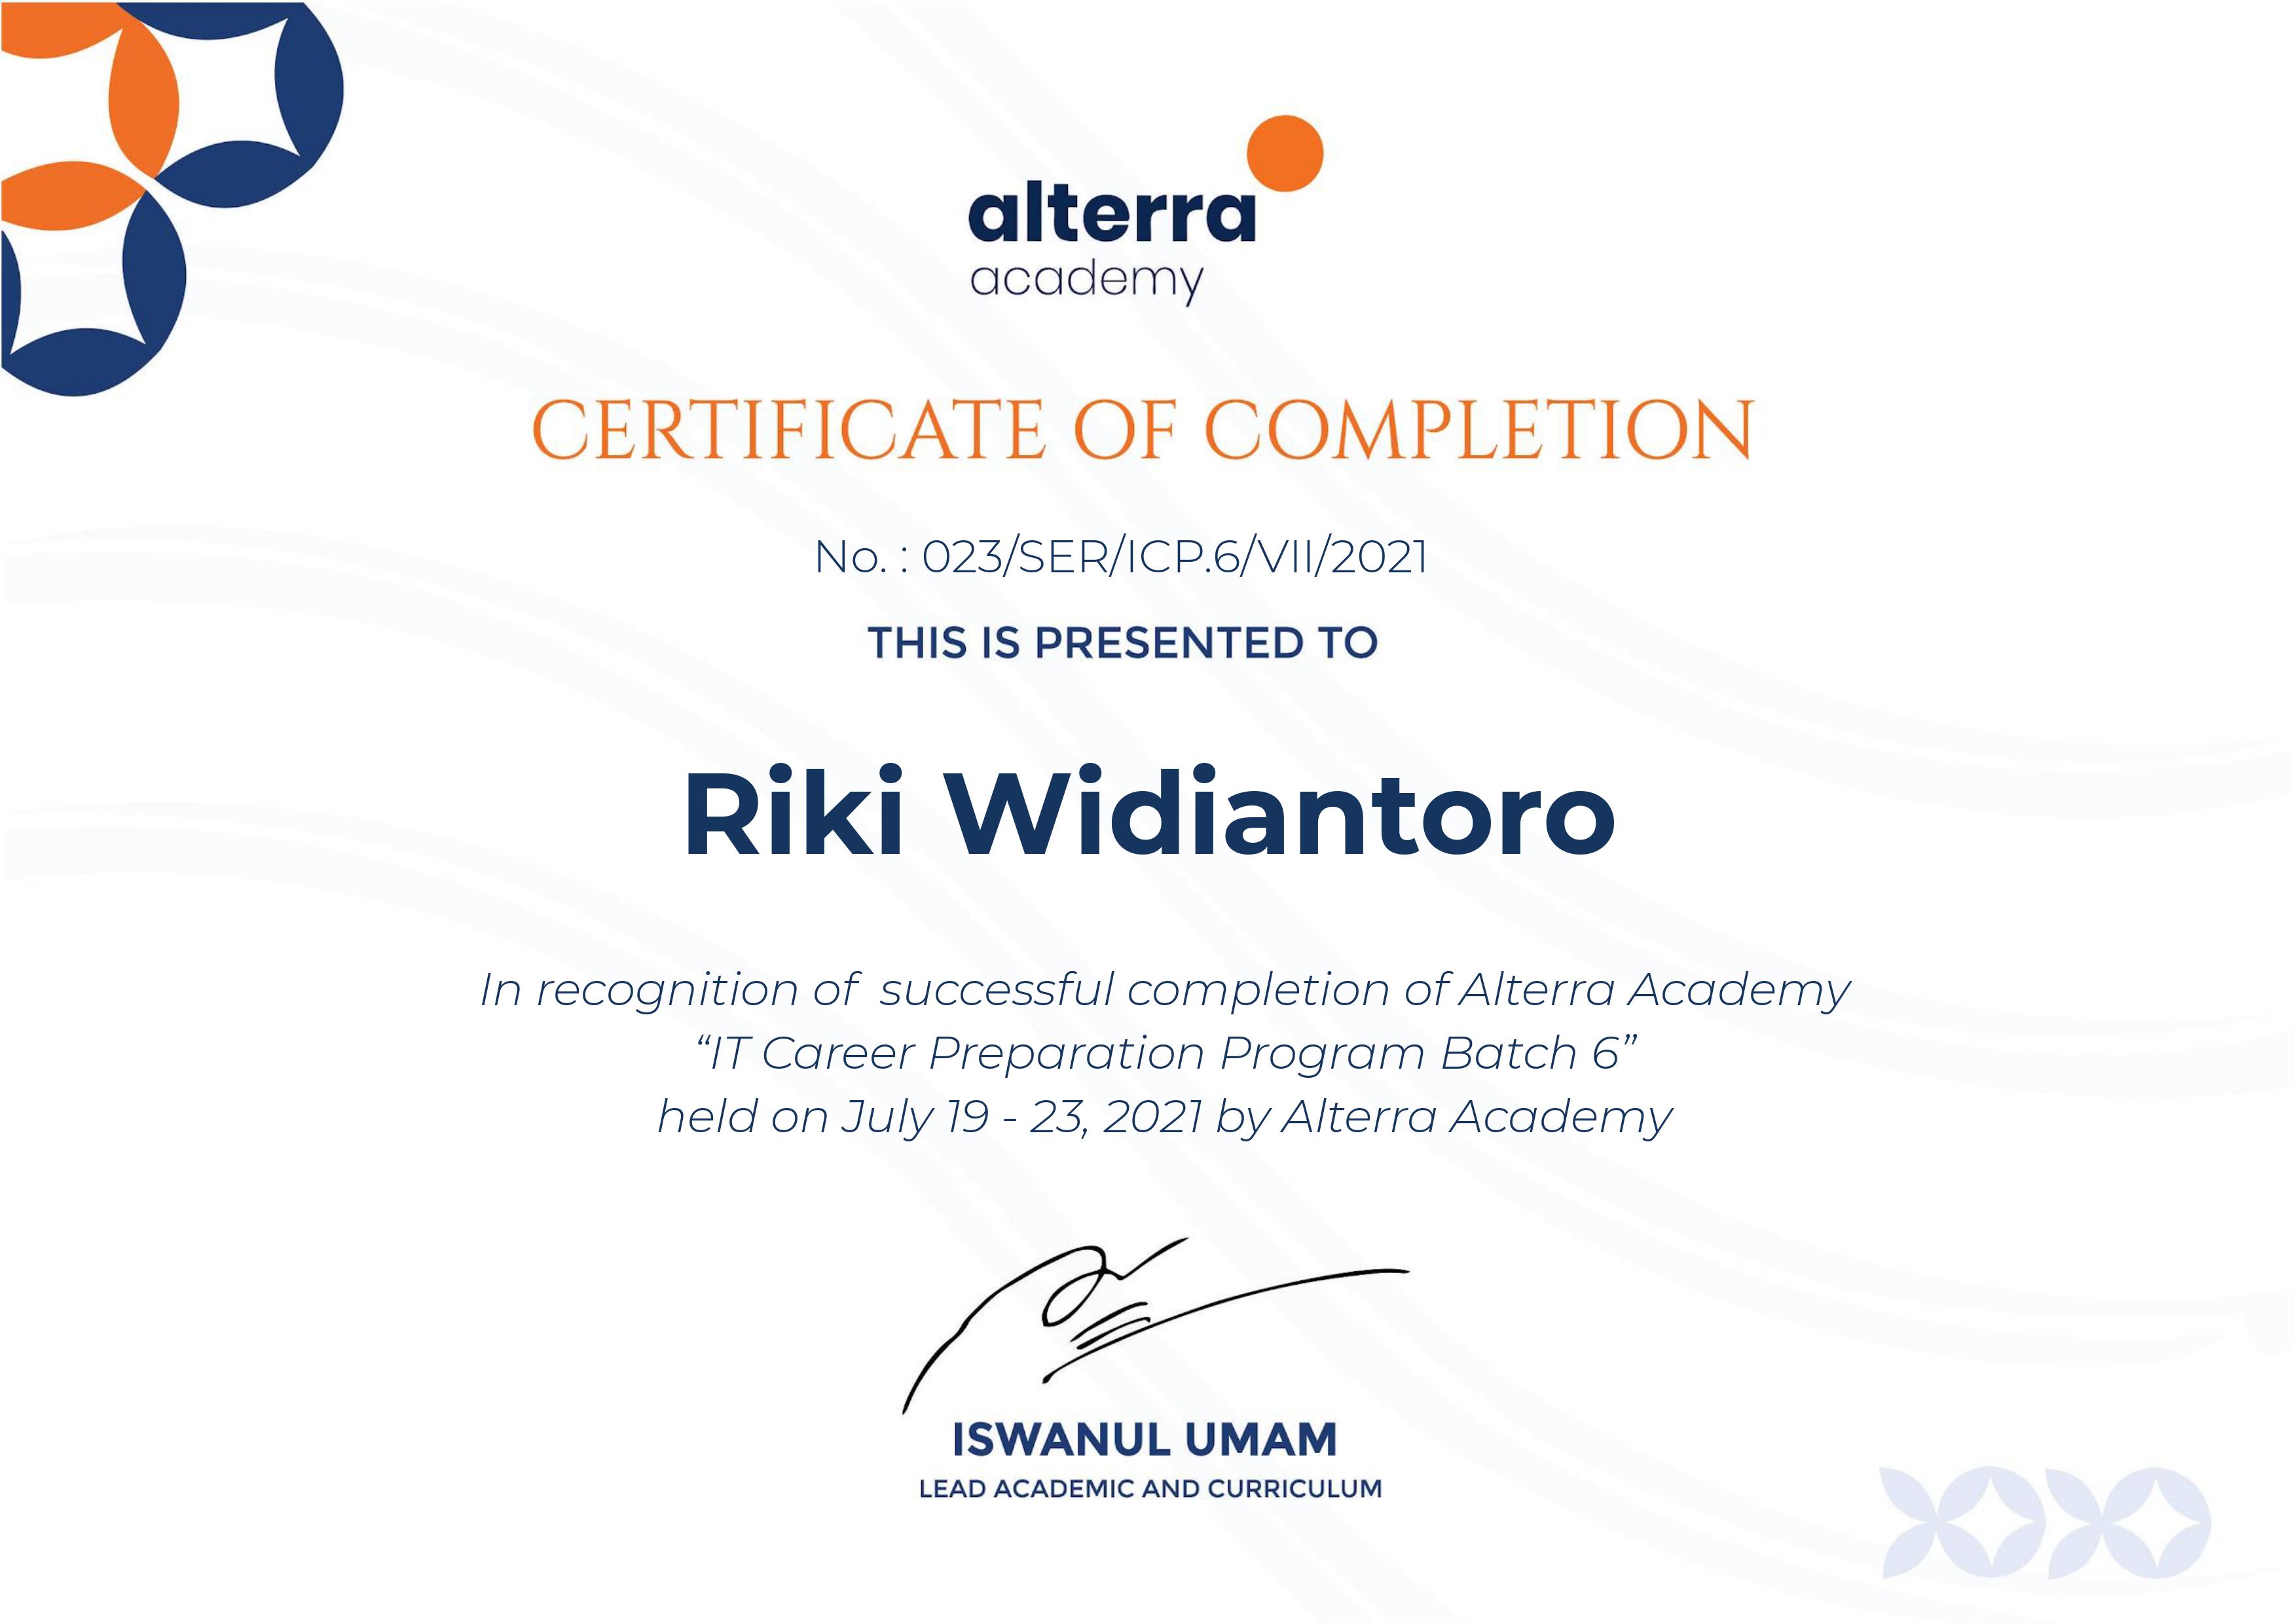 alterra
academy
CERTIFICATE OF COMPLETION
No. : 023/SER/ICP.6/VII/2021
THIS IS PRESENTED TO
Riki Widiantoro
In recognition of successful completion of Alterra Academy
“IT Career Preparation Program Batch 6”
held on July 19 - 23, 2021 by Alterra Academy
ISWANUL UMAM
LEAD ACADEMIC AND CURRICULUM